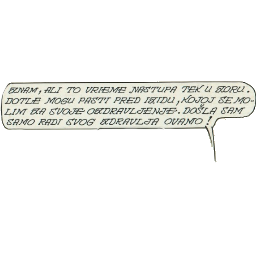 ZNAM, ALI TO VRIEME NASTUPA TEK U ZORU.
DOTLE MOGU PASTI PRED IZIDU, KOJOJ SE MO-
LIM ZA SVOJE OZDRAVLJENJE. DOŠLA SAM
SAMO RADI SVOG ZDRAVLJA OVAMO!